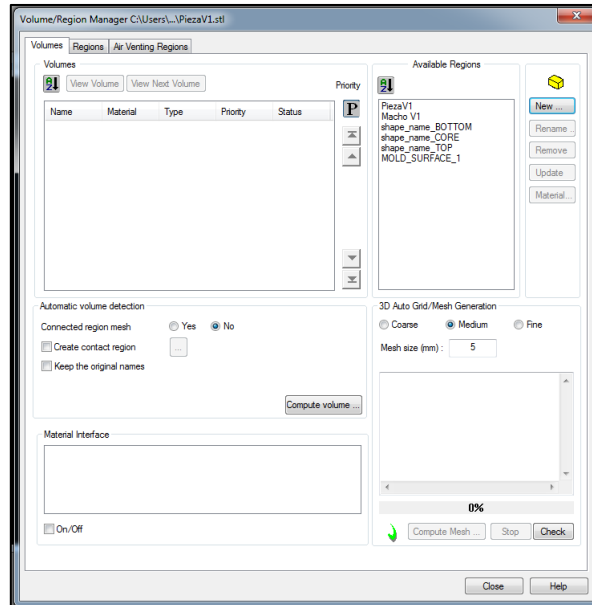 Volume/Region Manager C:\Users\...\PiezaV1.stl
Volumes Regions Air Venting Regions
Volumes
View Volume View Next Volume
Priority
Name Material Type Priority Status
P
Available Regions
PiezaV1
Macho V1
shape_name_BOTTOM
shape_name_CORE
shape_name_TOP
MOLD_SURFACE_1
New ...
Rename ..
Remove
Update
Material...
Automatic volume detection
Connected region mesh Yes No
Create contact region ...
Keep the original names
Compute volume ...
3D Auto Grid/Mesh Generation
Coarse Medium Fine
Mesh size (mm) : 5
0%
Compute Mesh ... Stop Check
Material Interface
On/Off
Close Help